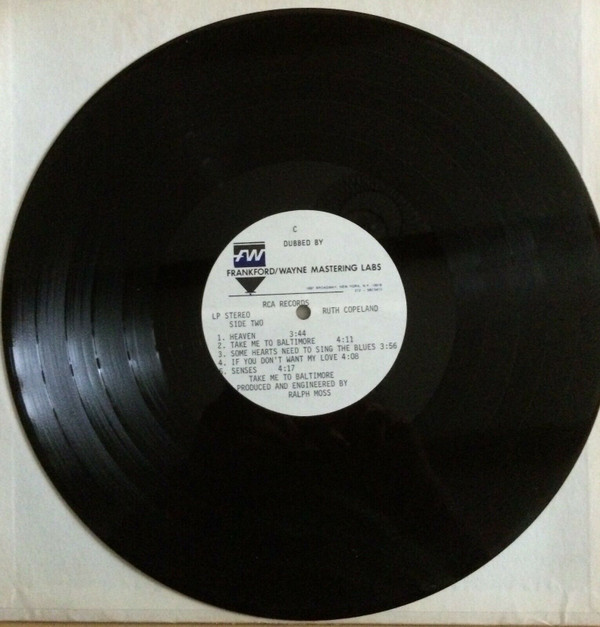 C
DUBBED BY
FW
FRANKFORD/WAYNE MASTERING LABS
RCA RECORDS
LP STEREO RUTH COPELAND
SIDE TWO
1. HEAVEN 3:44
2. TAKE ME TO BALTIMORE 4:11
3. SOME HEARTS NEED TO SING THE BLUES 3:56
4. IF YOU DON'T WANT MY LOVE 4:08
5. SENSES 4:17
TAKE ME TO BALTIMORE
PRODUCED AND ENGINEERED BY
RALPH MOSS